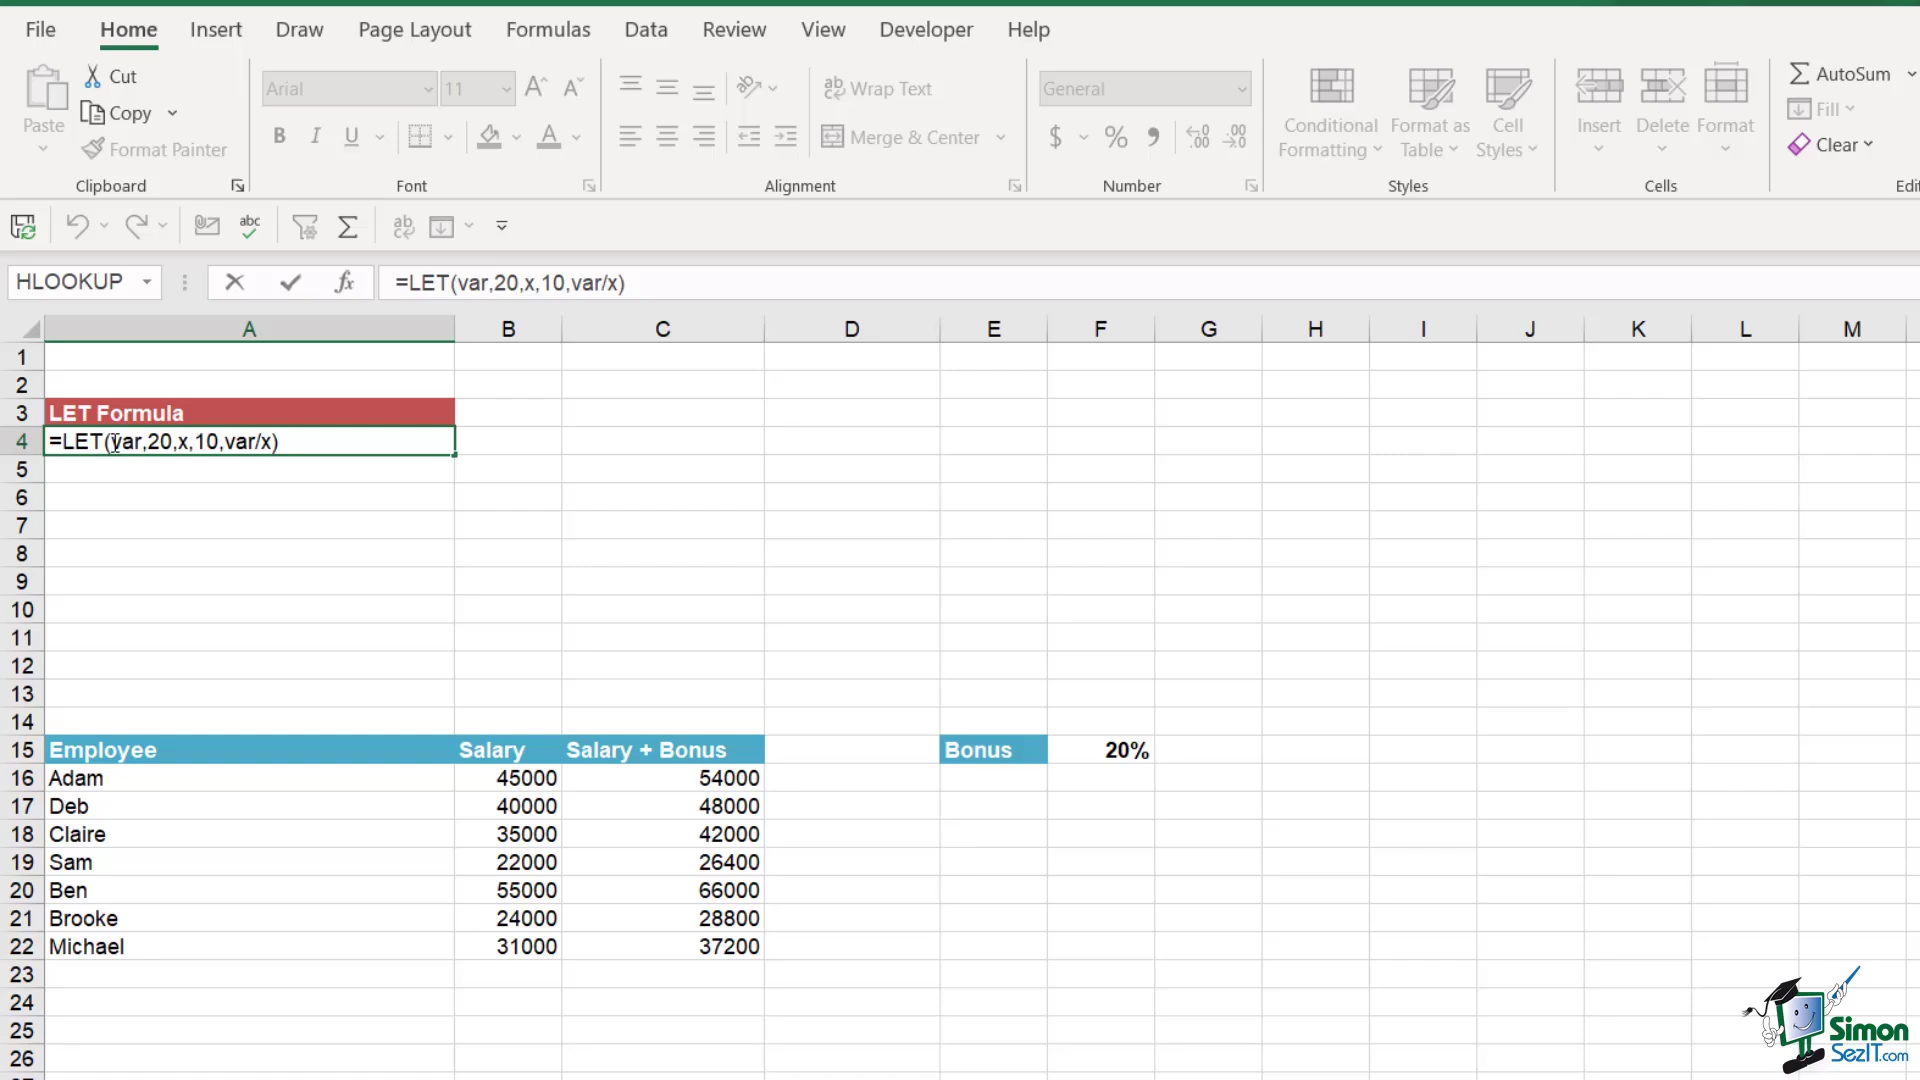 File Home Insert Draw Page Layout Formulas Data Review View Developer Help
Paste
Cut
Copy
Format Painter
Clipboard
Arial 11
B I U
Font
Wrap Text
Merge & Center
Alignment
General
$ %
Number
Conditional Formatting
Format as Table
Cell Styles
Styles
Insert Delete Format
Cells
AutoSum
Fill
Clear
Edi
abc
HLOOKUP fx =LET(var,20,x,10,var/x)
A B C D E F G H I J K L M
1
2
3 LET Formula
4 =LET(var,20,x,10,var/x)
5
6
7
8
9
10
11
12
13
14
15 Employee Salary Salary + Bonus Bonus 20%
16 Adam 45000 54000
17 Deb 40000 48000
18 Claire 35000 42000
19 Sam 22000 26400
20 Ben 55000 66000
21 Brooke 24000 28800
22 Michael 31000 37200
23
24
25
26
Simon
SezIT.com